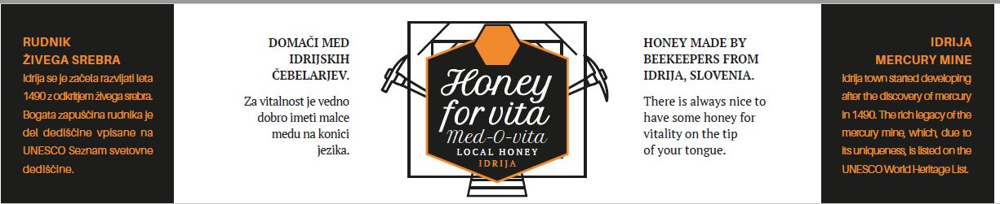 RUDNIK
ŽIVEGA SREBRA
Idrija se je začela razvijati leta
1490 z odkritjem živega srebra.
Bogata zapuščina rudnika je
del dediščine vpisane na
UNESCO Seznam svetovne
dediščine.
DOMAČI MED
IDRIJSKIH
ČEBELARJEV.
Za vitalnost je vedno
dobro imeti malce
medu na konici
jezika.
Honey
for vita
Med-O-vita
LOCAL HONEY
IDRIJA
HONEY MADE BY
BEEKEEPERS FROM
IDRIJA, SLOVENIA.
There is always nice to
have some honey for
vitality on the tip
of your tongue.
IDRIJA
MERCURY MINE
Idrija town started developing
after the discovery of mercury
in 1490. The rich legacy of the
mercury mine, which, due to
its uniqueness, is listed on the
UNESCO World Heritage List.